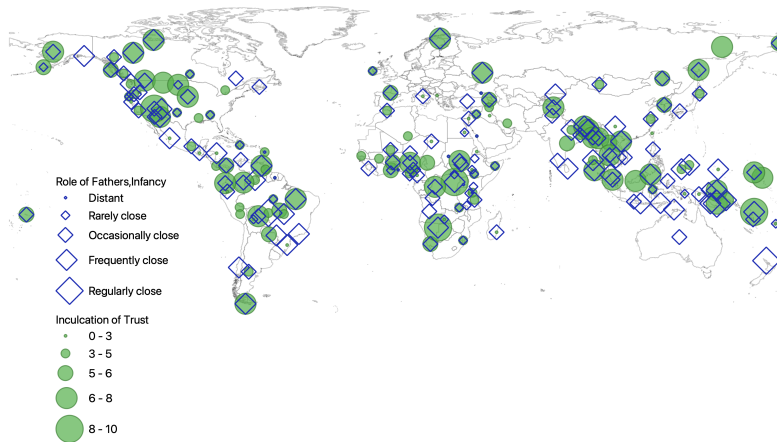 Role of Fathers,Infancy
Distant
Rarely close
Occasionally close
Frequently close
Regularly close
Inculcation of Trust
0 - 3
3 - 5
5 - 6
6 - 8
8 - 10